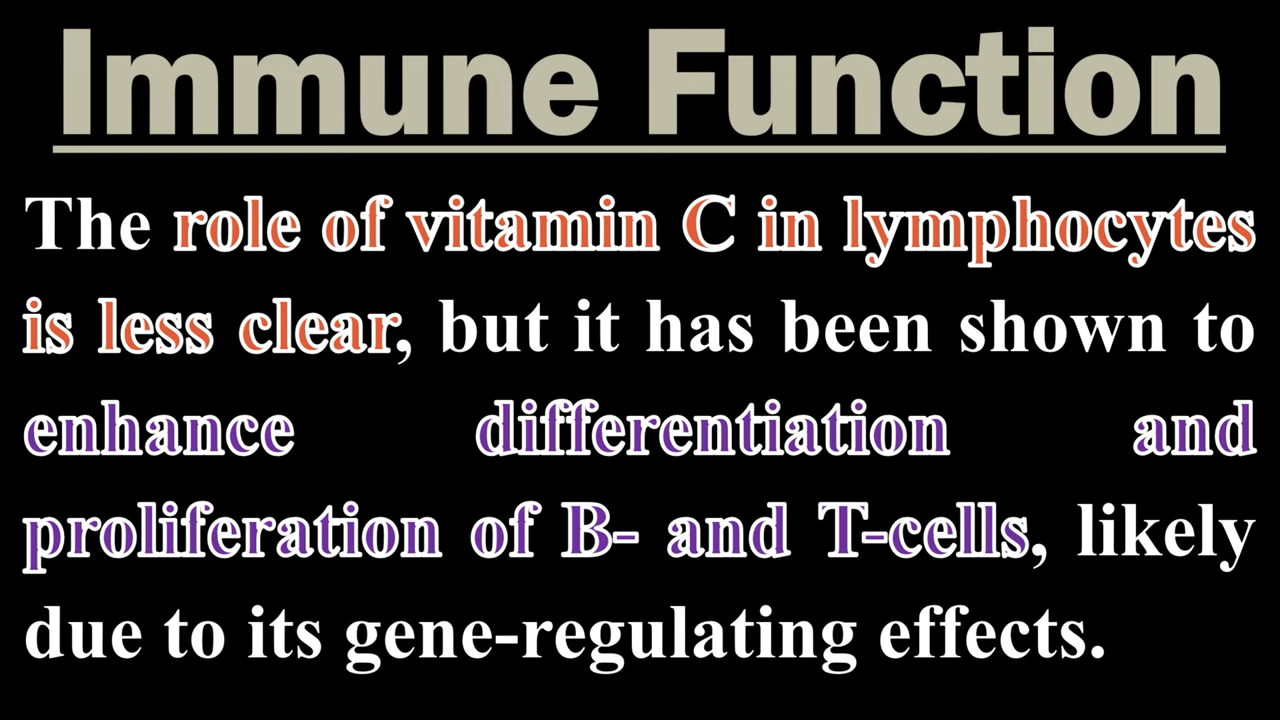 Immune Function
The role of vitamin C in lymphocytes
is less clear, but it has been shown to
enhance differentiation and
proliferation of B- and T-cells, likely
due to its gene-regulating effects.